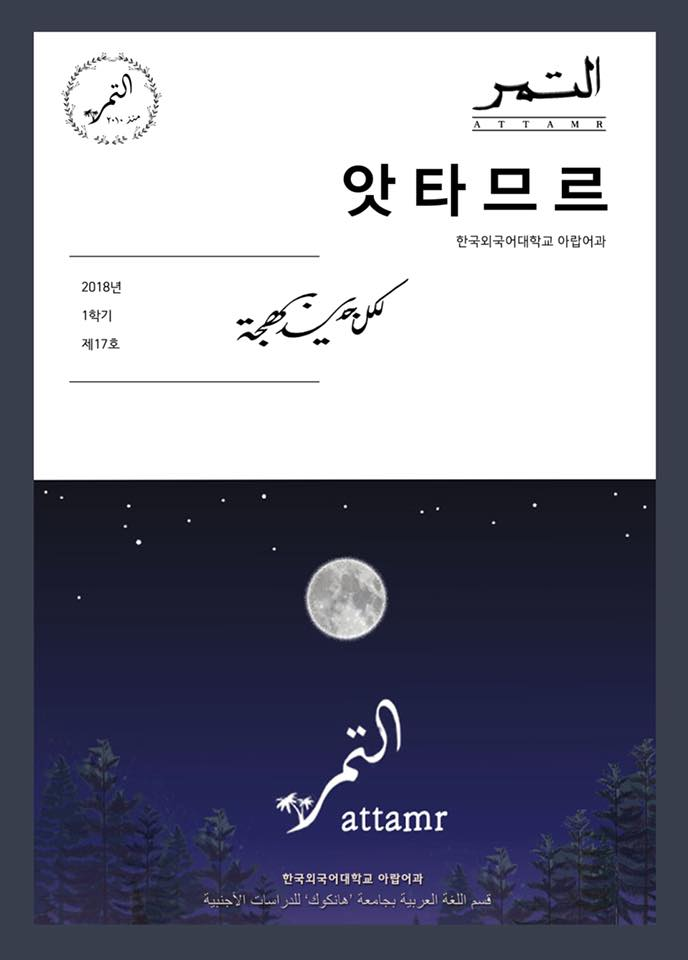 التمر
منذ ٢٠١٠
التمر
ATTAMR
앗타므르
한국외국어대학교 아랍어과
2018년
1학기
제17호
لكل جديد بهجة
التمر
attamr
한국외국어대학교 아랍어과
قسم اللغة العربية بجامعة ’هانكوك‘ للدراسات الأجنبية